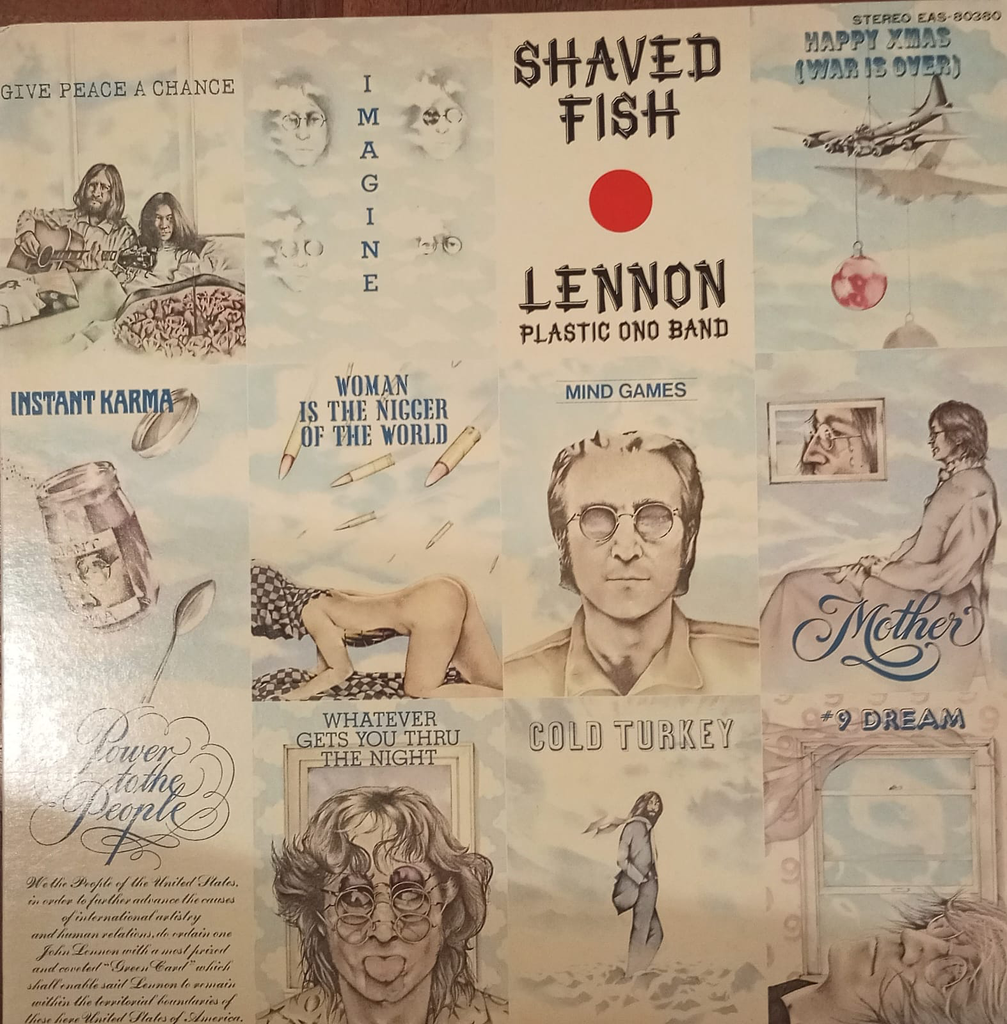 STEREO EAS-80380
GIVE PEACE A CHANCE
IMAGINE
SHAVED
FISH
LENNON
PLASTIC ONO BAND
HAPPY XMAS
(WAR IS OVER)
INSTANT KARMA
WOMAN
IS THE NIGGER
OF THE WORLD
MIND GAMES
Mother
Power
to the
People
We the People of the United States,
in order to further advance the causes
of international artistry
and human relations, do ordain one
John Lennon with a most prized
and coveted "Green Card" which
shall enable said Lennon to remain
within the territorial boundaries of
these here United States of America.
WHATEVER
GETS YOU THRU
THE NIGHT
COLD TURKEY
#9 DREAM